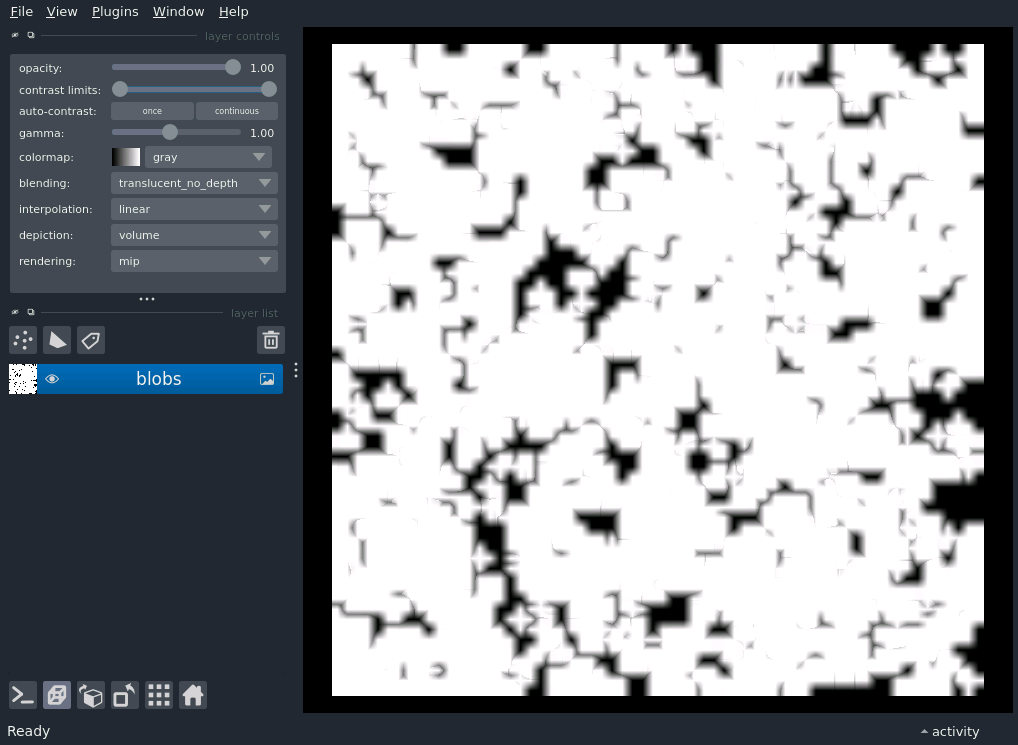 File View Plugins Window Help
layer controls
opacity: 1.00
contrast limits:
auto-contrast: once continuous
gamma: 1.00
colormap: gray
blending: translucent_no_depth
interpolation: linear
depiction: volume
rendering: mip
layer list
blobs
Ready activity